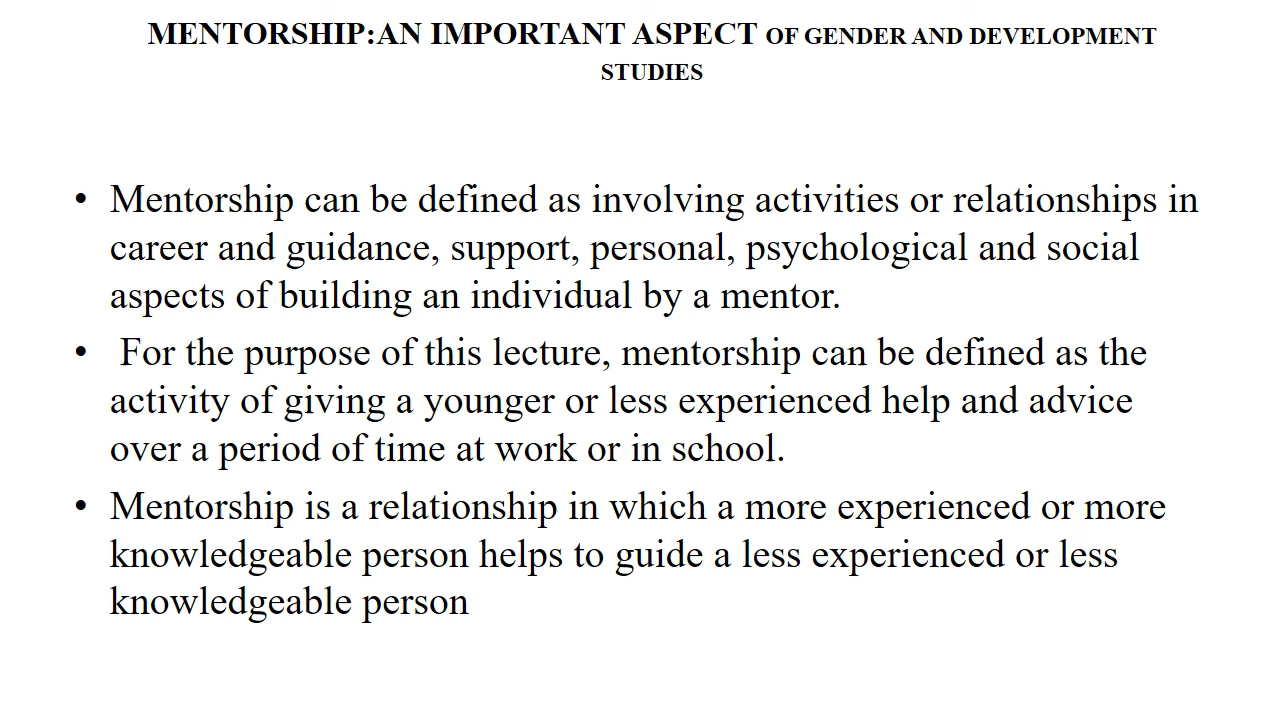 MENTORSHIP:AN IMPORTANT ASPECT OF GENDER AND DEVELOPMENT
STUDIES
• Mentorship can be defined as involving activities or relationships in
career and guidance, support, personal, psychological and social
aspects of building an individual by a mentor.
• For the purpose of this lecture, mentorship can be defined as the
activity of giving a younger or less experienced help and advice
over a period of time at work or in school.
• Mentorship is a relationship in which a more experienced or more
knowledgeable person helps to guide a less experienced or less
knowledgeable person